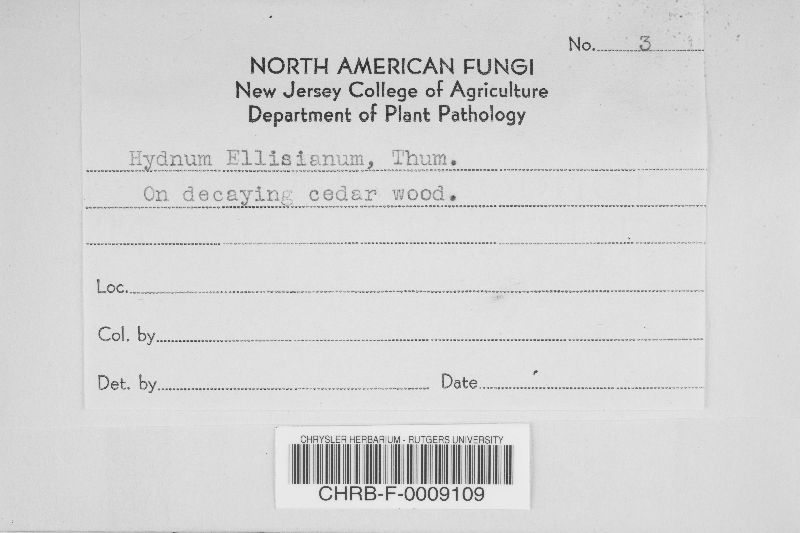 No. 3
NORTH AMERICAN FUNGI
New Jersey College of Agriculture
Department of Plant Pathology
Hydnum Ellisianum, Thum.
On decaying cedar wood.
Loc.
Col. by
Det. by Date
CHRYSLER HERBARIUM - RUTGERS UNIVERSITY
CHRB-F-0009109